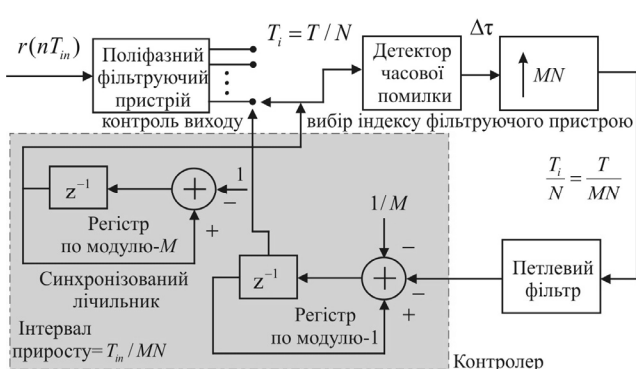 r(nT_in)
Поліфазний
фільтруючий
пристрій
T_i = T / N
Детектор
часової
помилки
Δτ
↑ MN
контроль виходу
вибір індексу фільтруючого пристрою
z⁻¹
+
1
−
+
Регістр
по модулю-M
Синхронізований
лічильник
T_i / N = T / MN
1/M
−
z⁻¹
+
−
+
Петлевий
фільтр
Регістр
по модулю-1
Інтервал
приросту= T_in / MN
Контролер